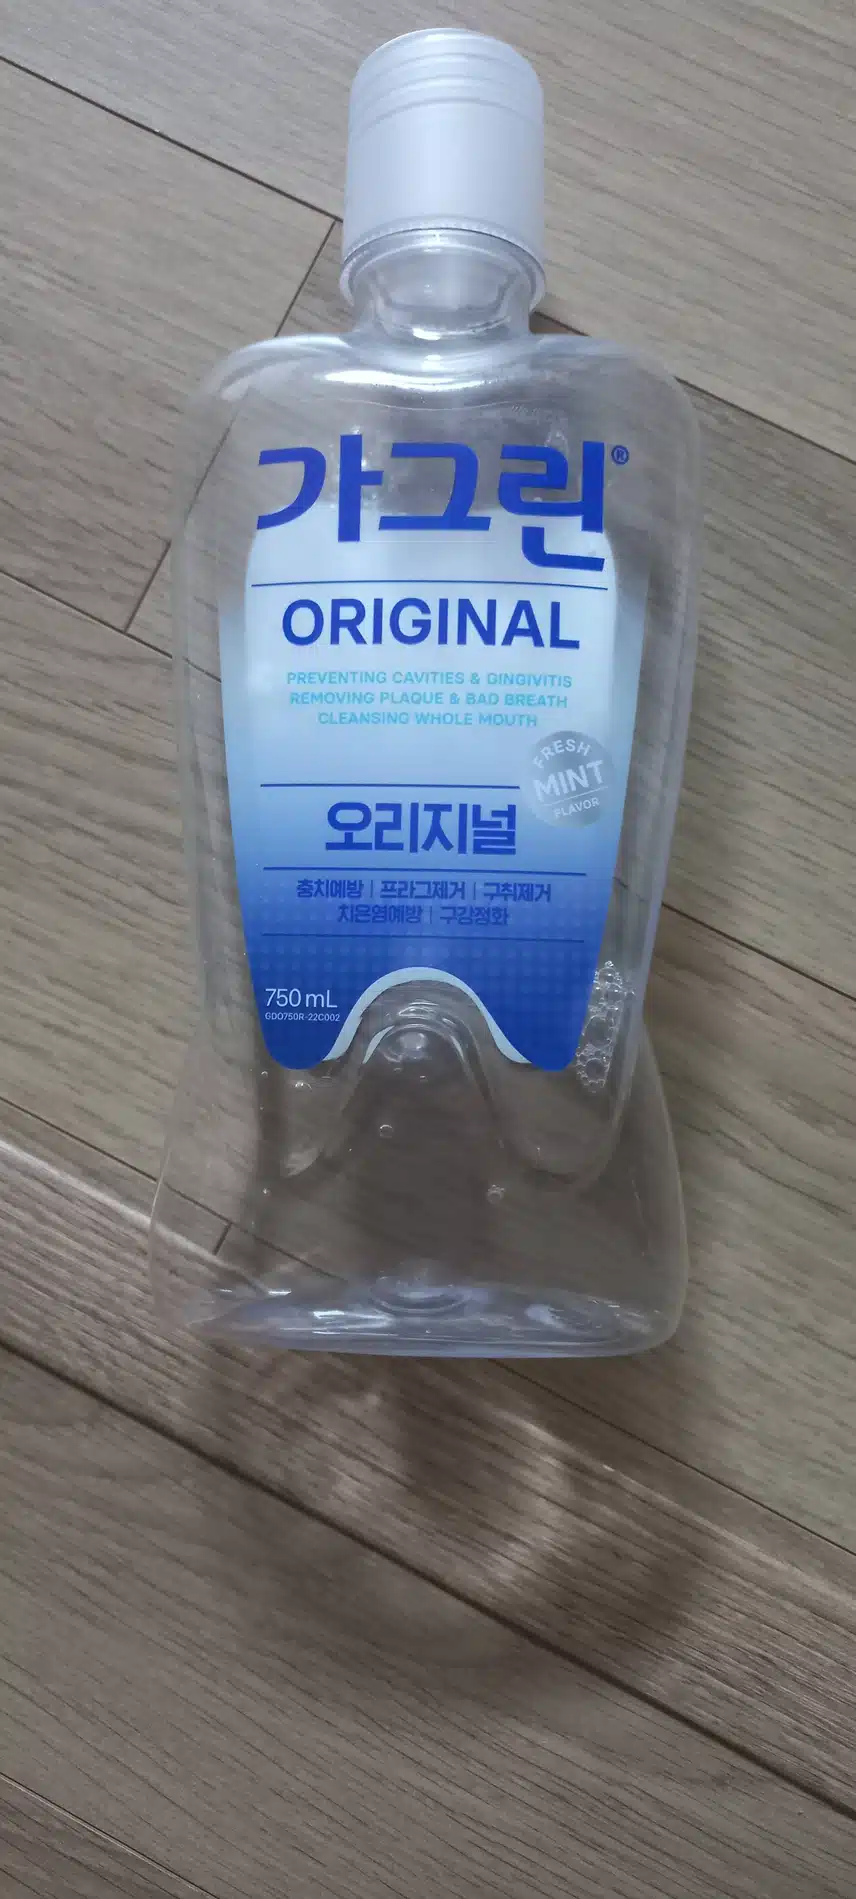 가그린®
ORIGINAL
PREVENTING CAVITIES & GINGIVITIS
REMOVING PLAQUE & BAD BREATH
CLEANSING WHOLE MOUTH
FRESH
MINT
FLAVOR
오리지널
충치예방 | 프라그제거 | 구취제거
치은염예방 | 구강정화
750 mL
GDO750R-22C002